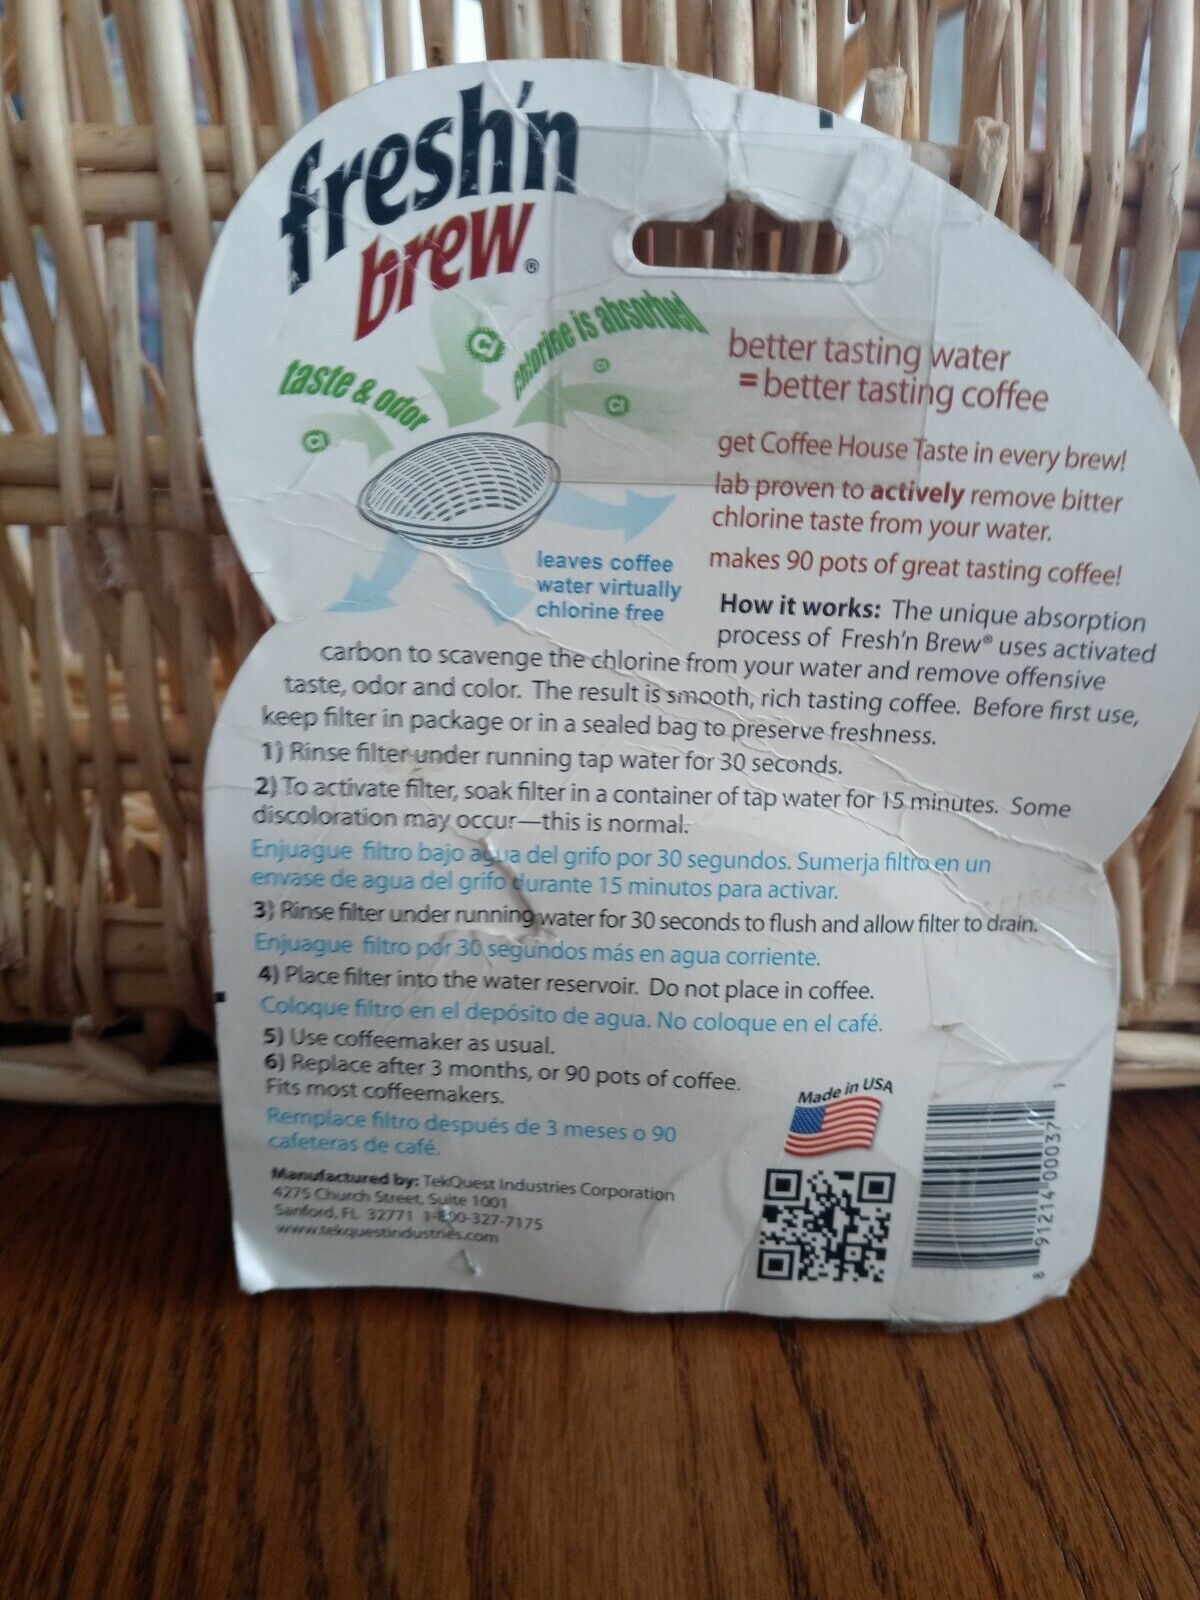 fresh'n
brew®
taste & odor
chlorine is absorbed
Cl
Cl
Cl
Cl
leaves coffee
water virtually
chlorine free
better tasting water
= better tasting coffee
get Coffee House Taste in every brew!
lab proven to actively remove bitter
chlorine taste from your water.
makes 90 pots of great tasting coffee!
How it works: The unique absorption
process of Fresh'n Brew® uses activated
carbon to scavenge the chlorine from your water and remove offensive
taste, odor and color. The result is smooth, rich tasting coffee. Before first use,
keep filter in package or in a sealed bag to preserve freshness.
1) Rinse filter under running tap water for 30 seconds.
2) To activate filter, soak filter in a container of tap water for 15 minutes. Some
discoloration may occur—this is normal.
Enjuague filtro bajo agua del grifo por 30 segundos. Sumerja filtro en un
envase de agua del grifo durante 15 minutos para activar.
3) Rinse filter under running water for 30 seconds to flush and allow filter to drain.
Enjuague filtro por 30 segundos más en agua corriente.
4) Place filter into the water reservoir. Do not place in coffee.
Coloque filtro en el depósito de agua. No coloque en el café.
5) Use coffeemaker as usual.
6) Replace after 3 months, or 90 pots of coffee.
Fits most coffeemakers.
Remplace filtro después de 3 meses o 90
cafeteras de café.
Made in USA
Manufactured by: TekQuest Industries Corporation
4275 Church Street, Suite 1001
Sanford, FL 32771 1-800-327-7175
www.tekquestindustries.com
8 91214 00037 1